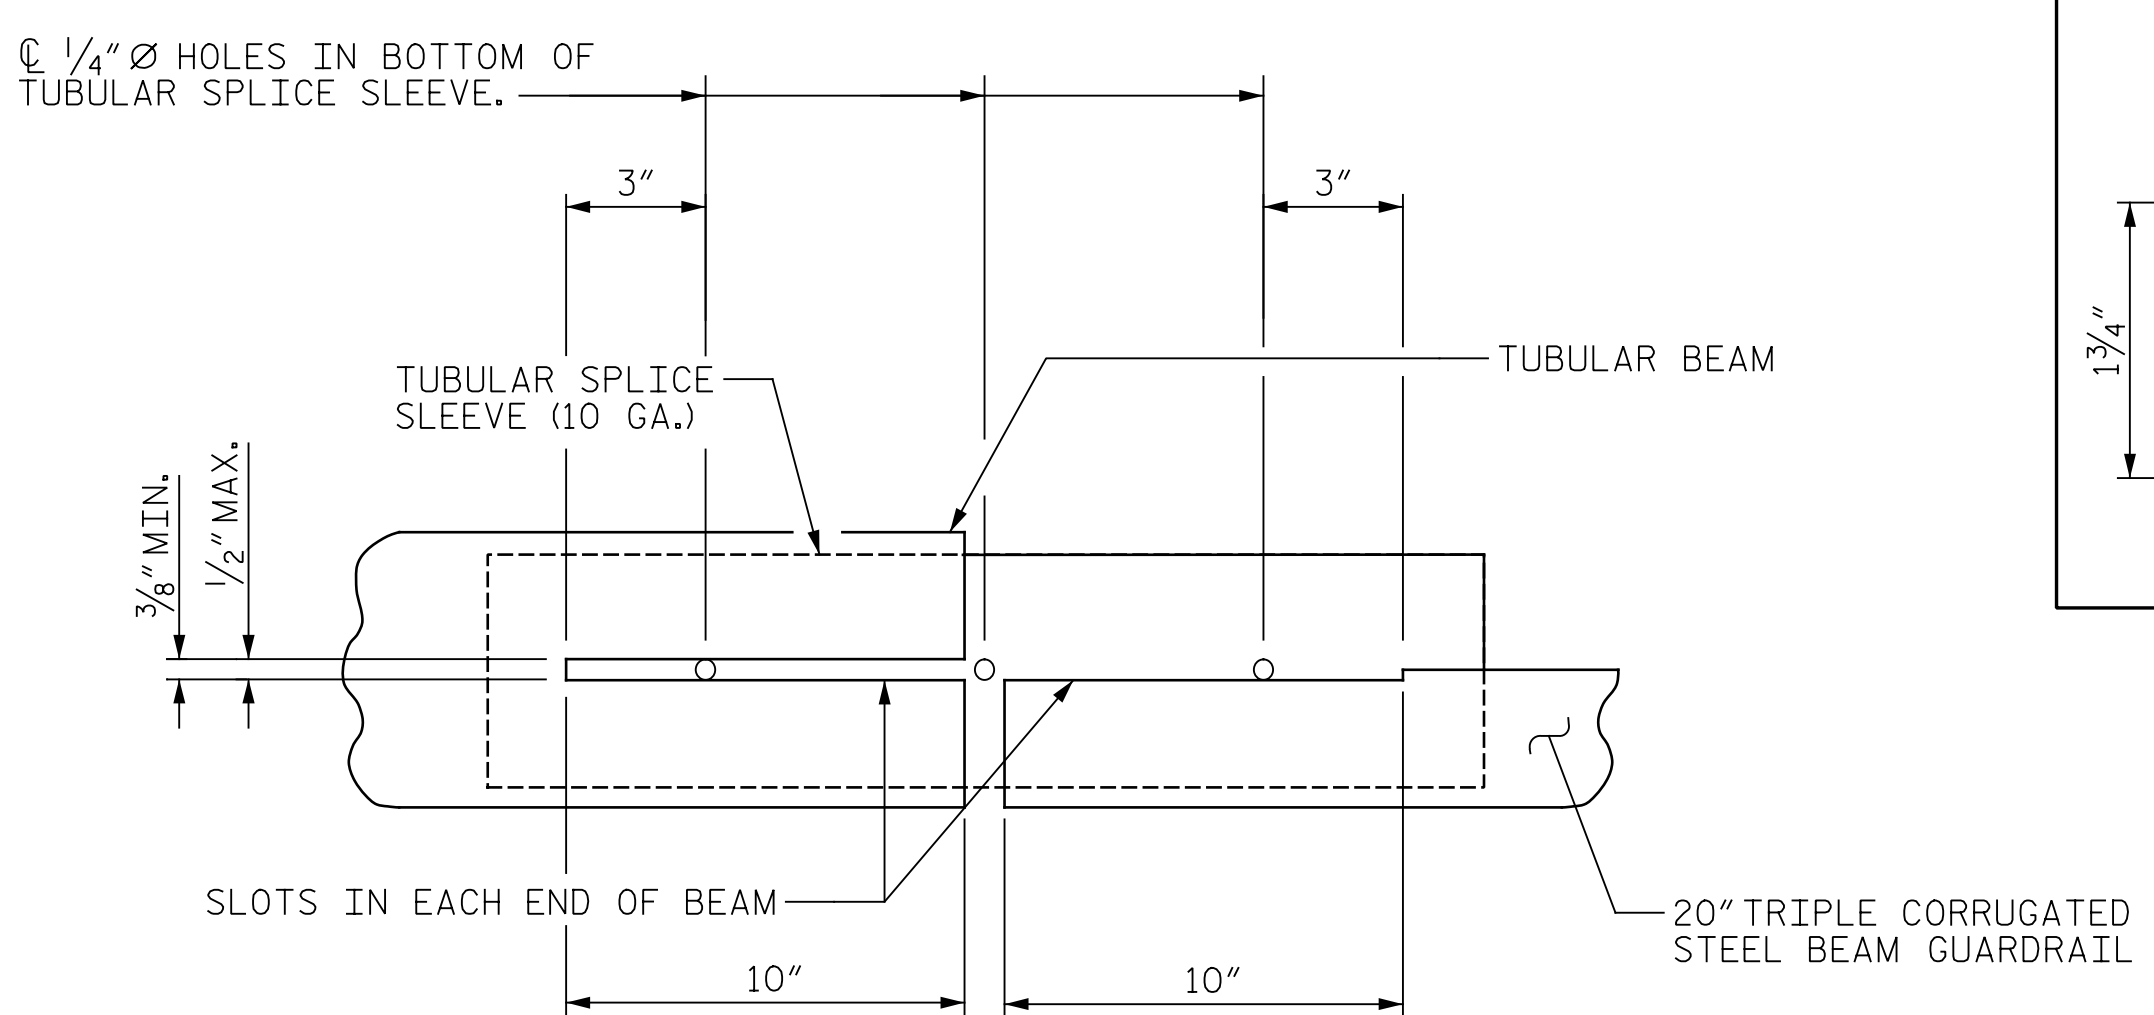 ℄ 1/4" Ø HOLES IN BOTTOM OF
TUBULAR SPLICE SLEEVE.
3"
3"
1 3/4"
TUBULAR BEAM
TUBULAR SPLICE
SLEEVE (10 GA.)
3/8" MIN.
1/2" MAX.
SLOTS IN EACH END OF BEAM
20" TRIPLE CORRUGATED
STEEL BEAM GUARDRAIL
10"
10"